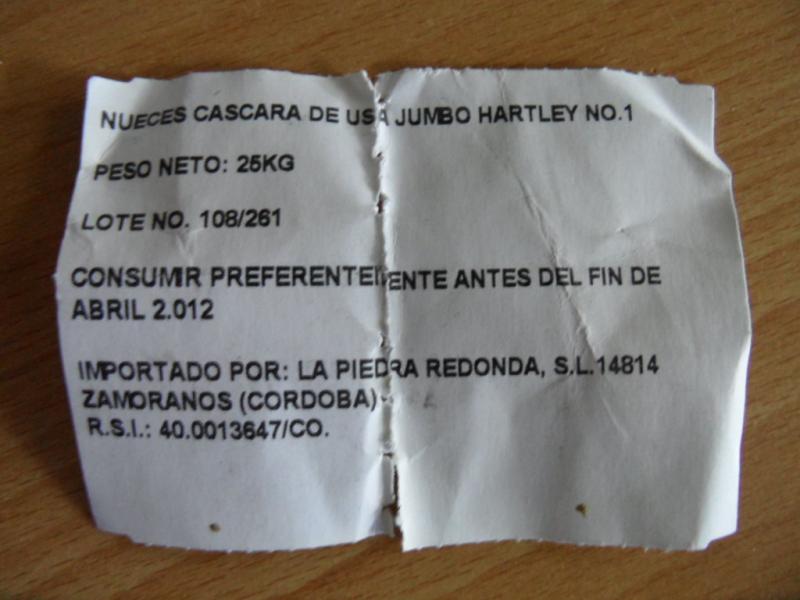 NUECES CASCARA DE USA JUMBO HARTLEY NO.1
PESO NETO: 25KG
LOTE NO. 108/261
CONSUMIR PREFERENTEMENTE ANTES DEL FIN DE
ABRIL 2.012
IMPORTADO POR: LA PIEDRA REDONDA, S.L.14814
ZAMORANOS (CORDOBA)
R.S.I.: 40.0013647/CO.